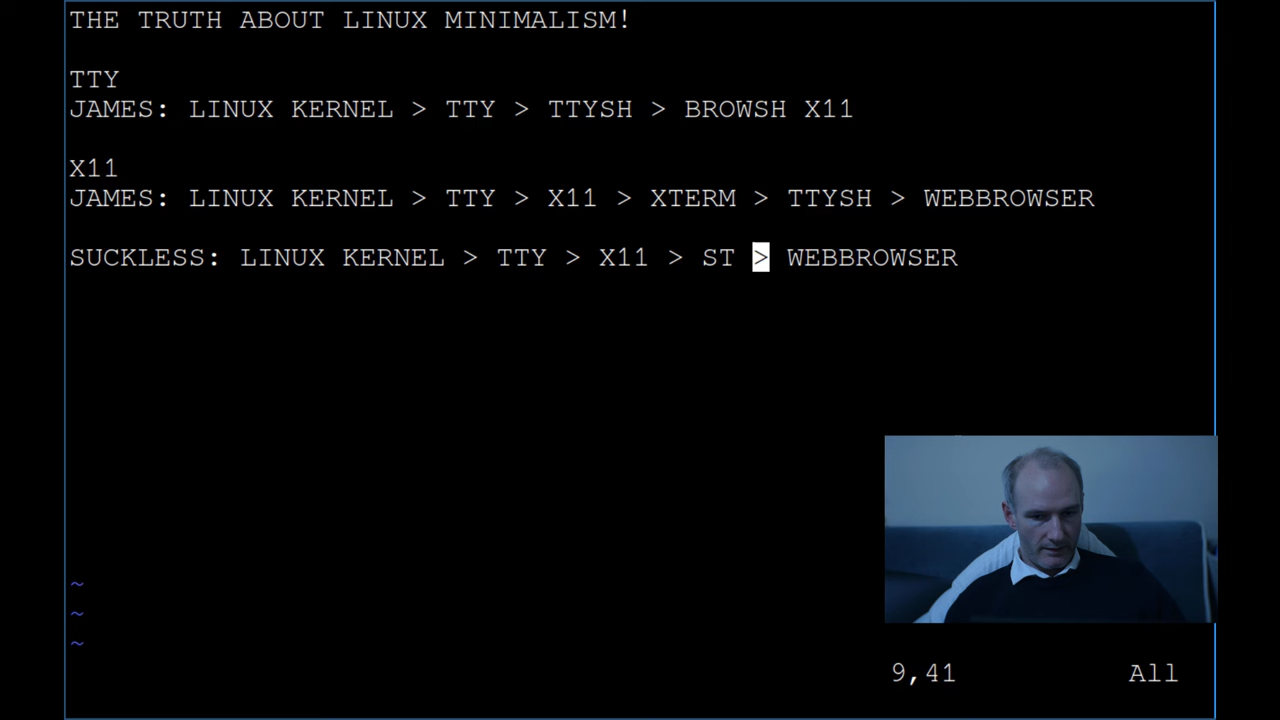 THE TRUTH ABOUT LINUX MINIMALISM!
TTY
JAMES: LINUX KERNEL > TTY > TTYSH > BROWSH X11
X11
JAMES: LINUX KERNEL > TTY > X11 > XTERM > TTYSH > WEBBROWSER
SUCKLESS: LINUX KERNEL > TTY > X11 > ST > WEBBROWSER
~
~
~
9,41 All